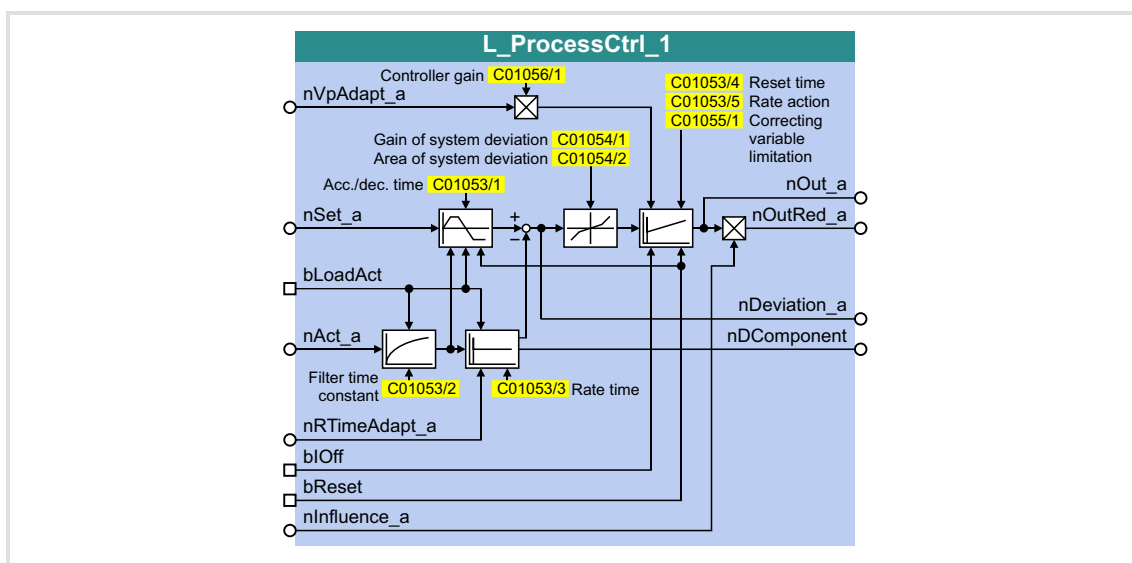 L_ProcessCtrl_1
Controller gain C01056/1
nVpAdapt_a
C01053/4 Reset time
C01053/5 Rate action
C01055/1 Correcting
variable
limitation
Gain of system deviation C01054/1
Area of system deviation C01054/2
Acc./dec. time C01053/1
nOut_a
nSet_a
+
−
nOutRed_a
bLoadAct
nDeviation_a
nAct_a
nDComponent
Filter time
constant C01053/2
C01053/3 Rate time
nRTimeAdapt_a
bIOff
bReset
nInfluence_a